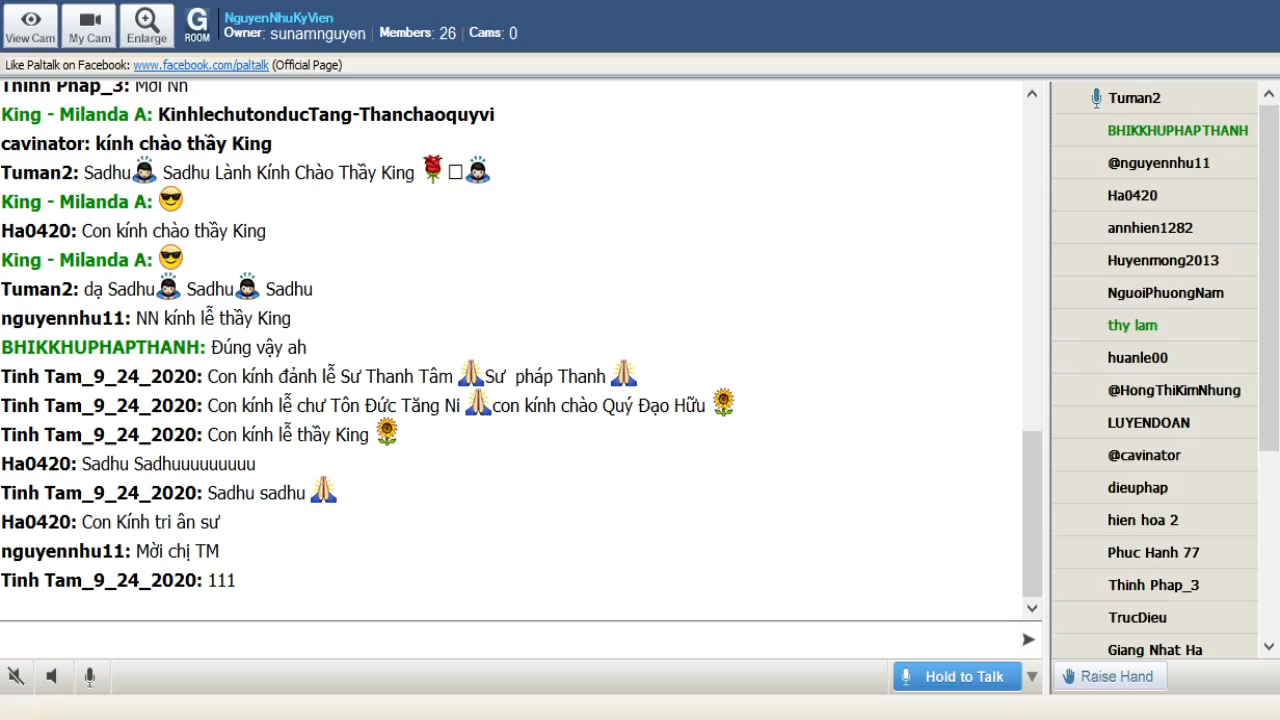 NguyenNhuKyVien
View Cam My Cam Enlarge G ROOM Owner: sunamnguyen Members: 26 Cams: 0
Like Paltalk on Facebook: www.facebook.com/paltalk (Official Page)
Thinh Phap_3: Mời Nn
King - Milanda A: KinhlechutonducTang-Thanchaoquyvi
cavinator: kính chào thầy King
Tuman2: Sadhu Sadhu Lành Kính Chào Thầy King
King - Milanda A:
Ha0420: Con kính chào thầy King
King - Milanda A:
Tuman2: dạ Sadhu Sadhu Sadhu
nguyennhu11: NN kính lễ thầy King
BHIKKHUPHAPTHANH: Đúng vậy ah
Tinh Tam_9_24_2020: Con kính đảnh lễ Sư Thanh Tâm Sư pháp Thanh
Tinh Tam_9_24_2020: Con kính lễ chư Tôn Đức Tăng Ni con kính chào Quý Đạo Hữu
Tinh Tam_9_24_2020: Con kính lễ thầy King
Ha0420: Sadhu Sadhuuuuuuuuu
Tinh Tam_9_24_2020: Sadhu sadhu
Ha0420: Con Kính tri ân sư
nguyennhu11: Mời chị TM
Tinh Tam_9_24_2020: 111
Tuman2
BHIKKHUPHAPTHANH
@nguyennhu11
Ha0420
annhien1282
Huyenmong2013
NguoiPhuongNam
thy lam
huanle00
@HongThiKimNhung
LUYENDOAN
@cavinator
dieuphap
hien hoa 2
Phuc Hanh 77
Thinh Phap_3
TrucDieu
Giang Nhat Ha
Hold to Talk
Raise Hand